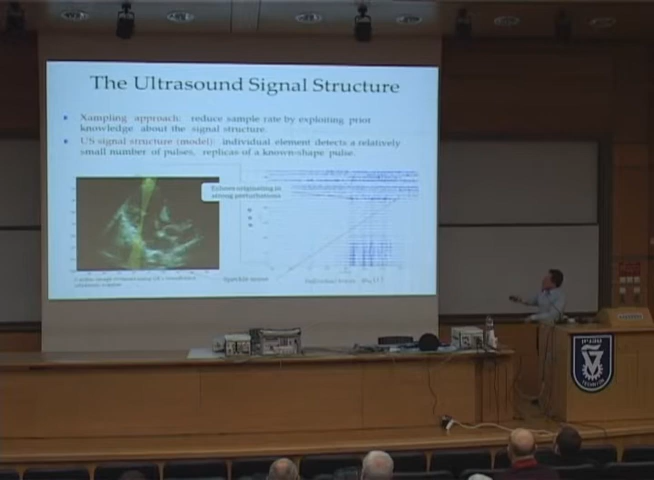 The Ultrasound Signal Structure
Xampling approach: reduce sample rate by exploiting prior
knowledge about the signal structure.
US signal structure (model): individual element detects a relatively
small number of pulses, replicas of a known-shape pulse.
Echoes originating in
strong perturbations
TECHNION